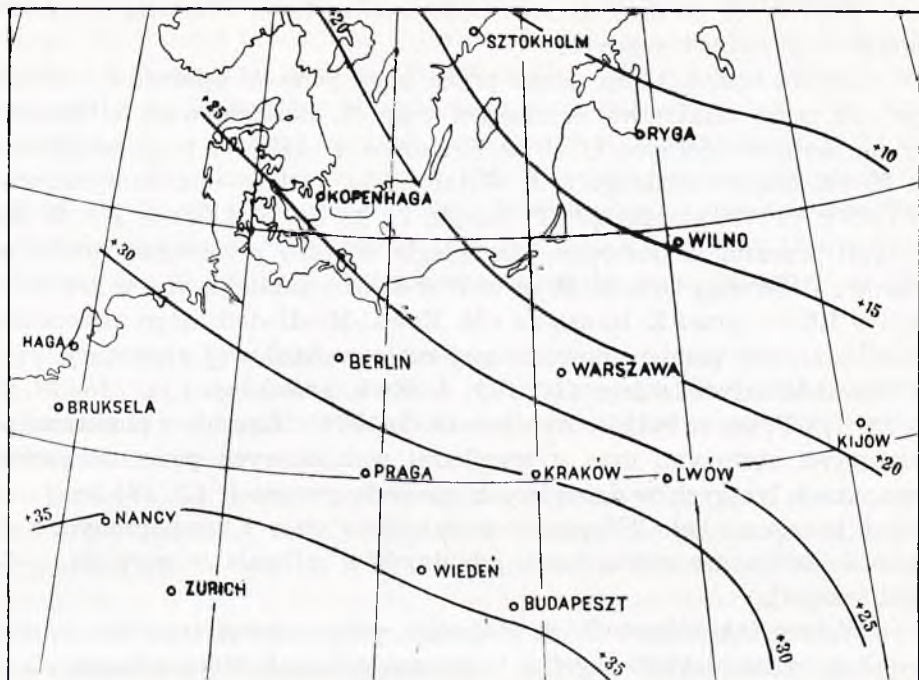 +20
SZTOKHOLM
RYGA
+25
+10
KOPENHAGA
WILNO
+30
+15
HAGA
BERLIN
WARSZAWA
BRUKSELA
KIJÓW
+20
PRAGA
KRAKÓW
LWÓW
+35
NANCY
WIEDEŃ
ZURICH
BUDAPESZT
+25
+30
+35